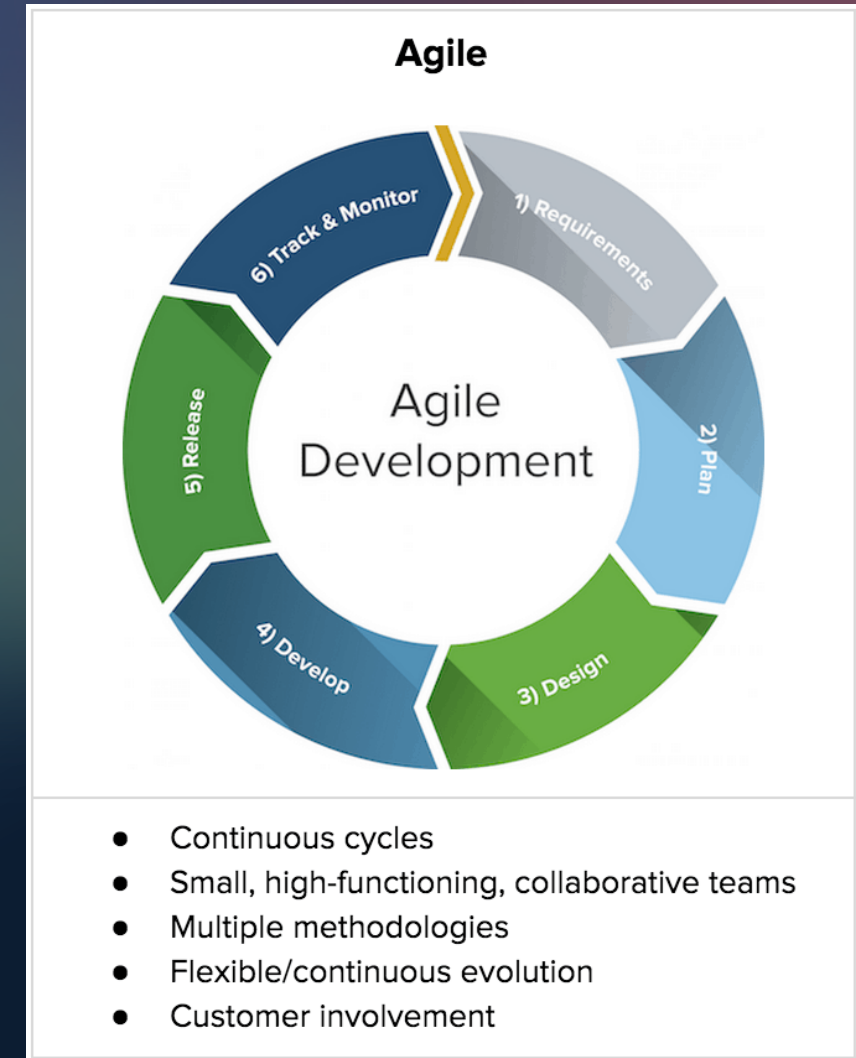 Agile
1) Requirements
2) Plan
3) Design
4) Develop
5) Release
6) Track & Monitor
Agile
Development
● Continuous cycles
● Small, high-functioning, collaborative teams
● Multiple methodologies
● Flexible/continuous evolution
● Customer involvement